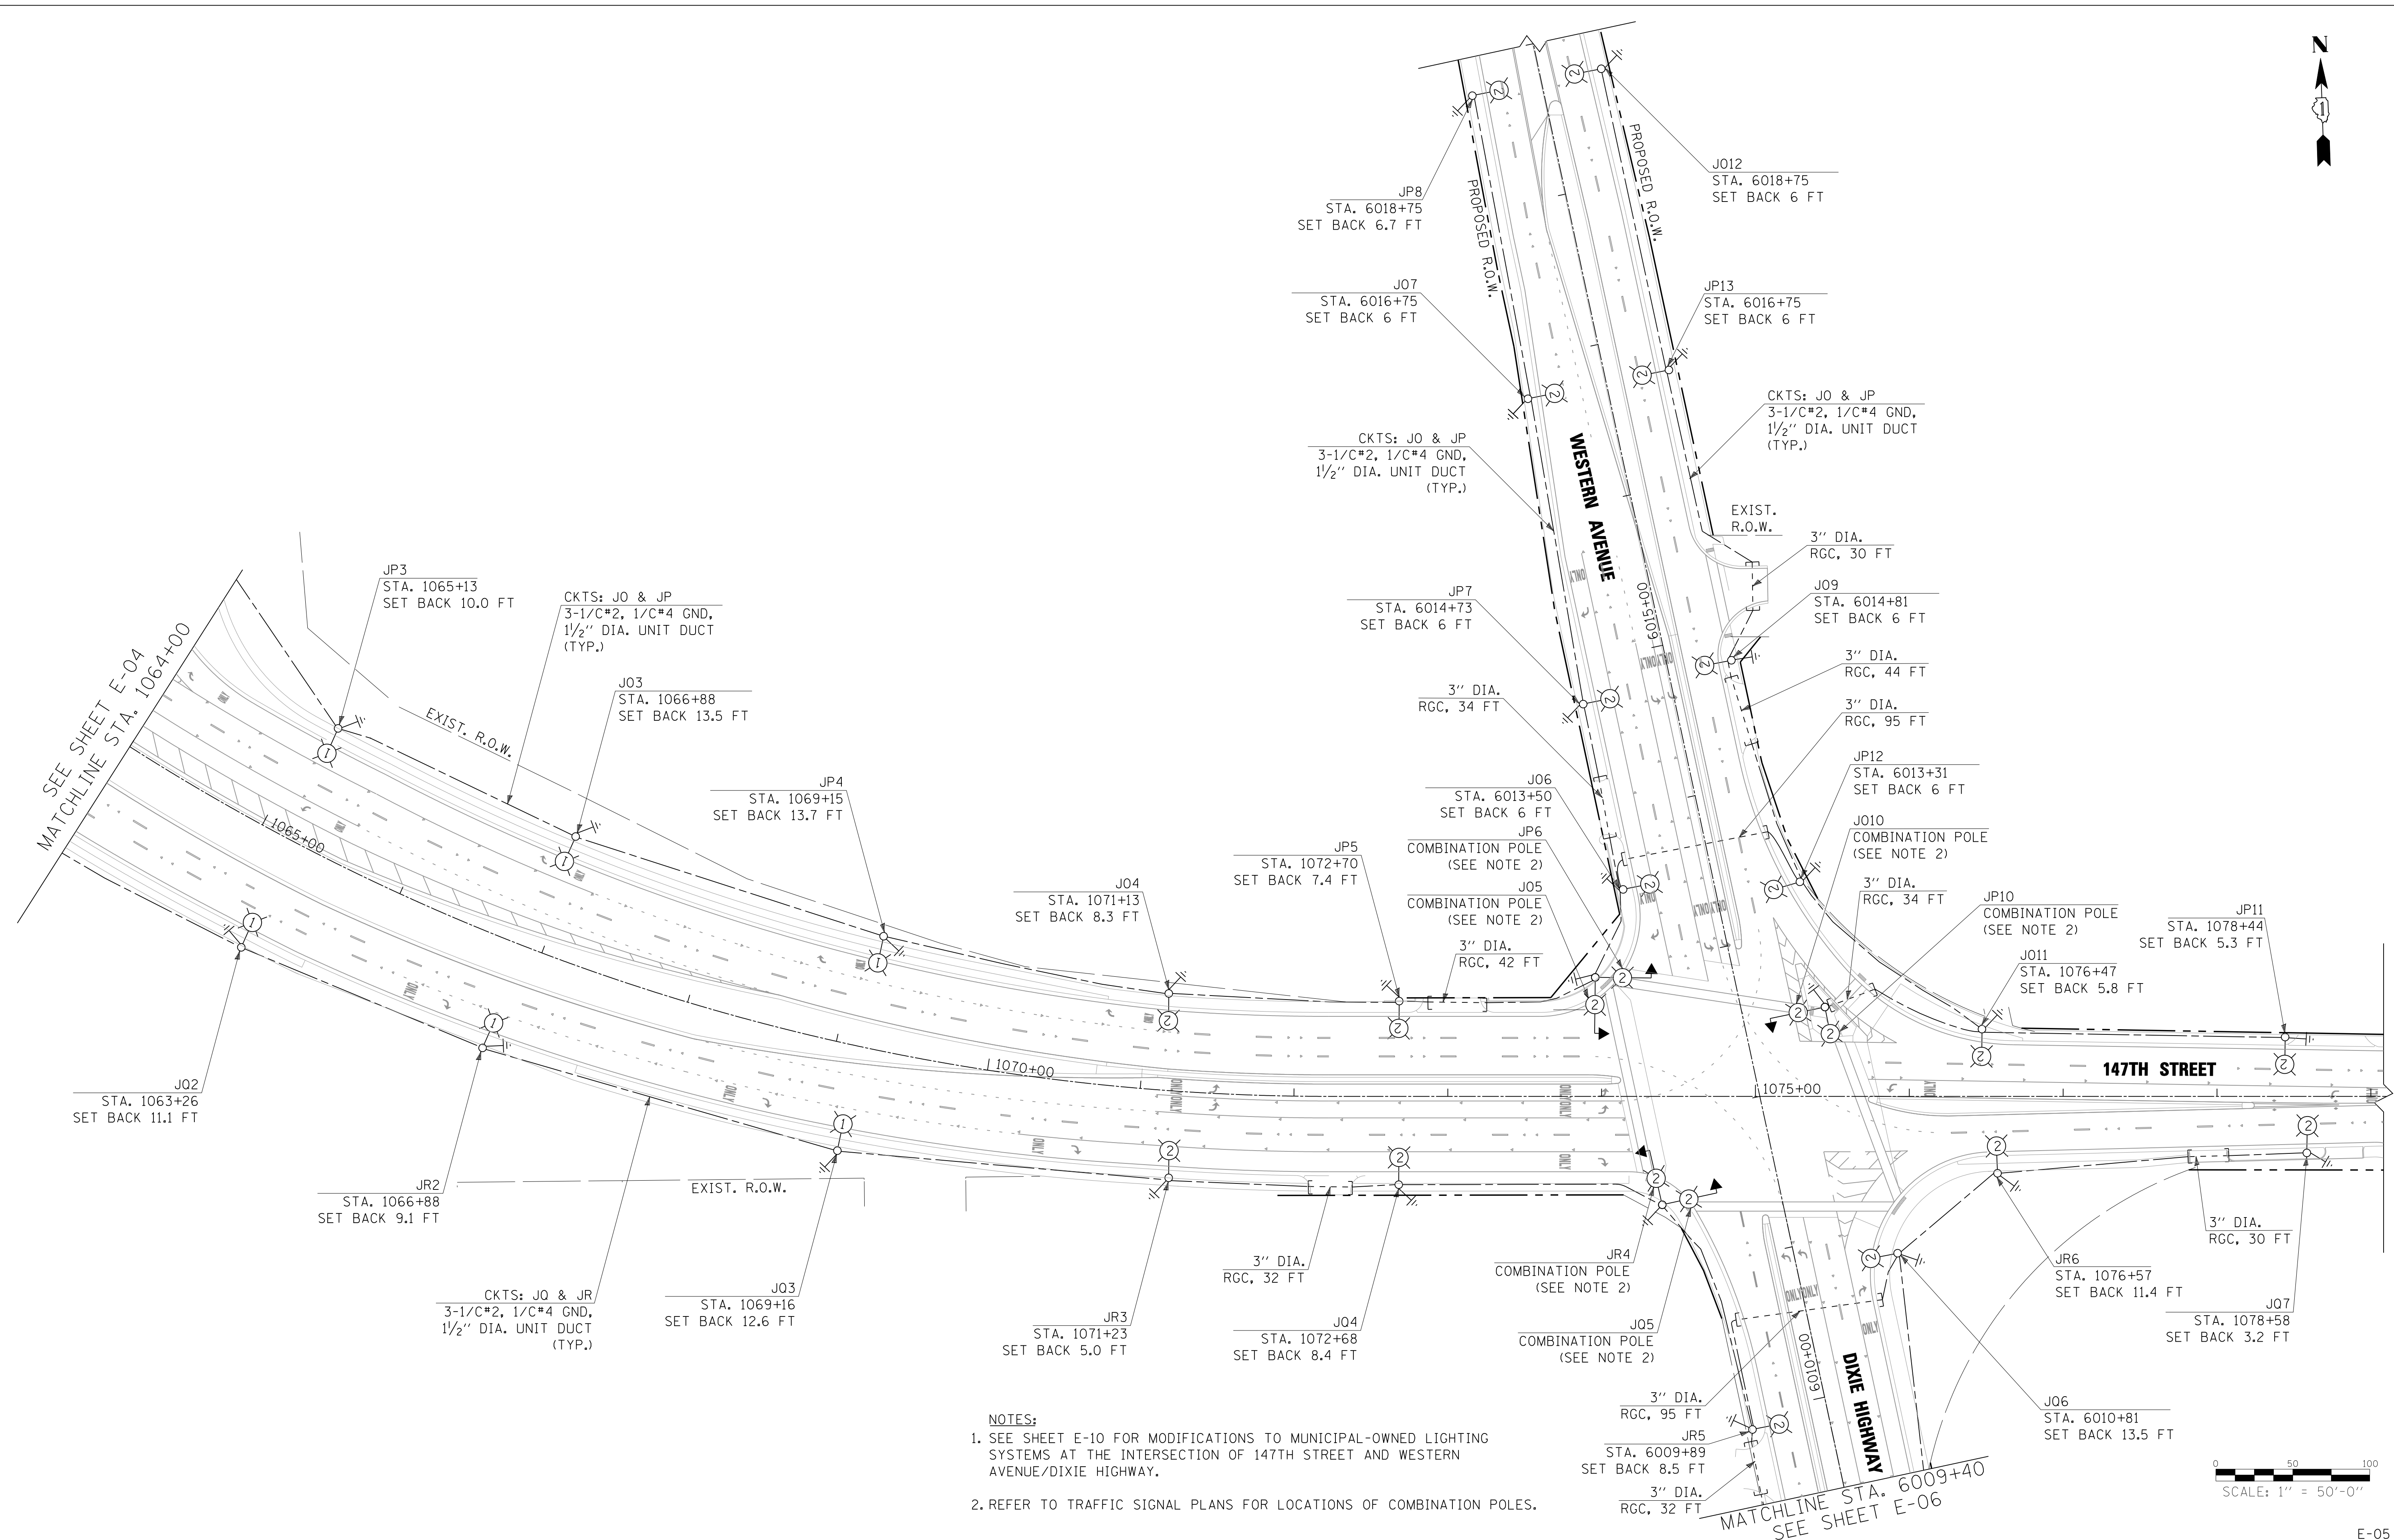 N
1
JO12
STA. 6018+75
SET BACK 6 FT
JP8
STA. 6018+75
SET BACK 6.7 FT
PROPOSED R.O.W.
PROPOSED R.O.W.
JO7
STA. 6016+75
SET BACK 6 FT
JP13
STA. 6016+75
SET BACK 6 FT
CKTS: JO & JP
3-1/C#2, 1/C#4 GND,
1½'' DIA. UNIT DUCT
(TYP.)
CKTS: JO & JP
3-1/C#2, 1/C#4 GND,
1½'' DIA. UNIT DUCT
(TYP.)
WESTERN AVENUE
EXIST.
R.O.W.
3'' DIA.
RGC, 30 FT
JO9
STA. 6014+81
SET BACK 6 FT
3'' DIA.
RGC, 44 FT
3'' DIA.
RGC, 95 FT
JP7
STA. 6014+73
SET BACK 6 FT
3'' DIA.
RGC, 34 FT
6015+00
JP3
STA. 1065+13
SET BACK 10.0 FT
CKTS: JO & JP
3-1/C#2, 1/C#4 GND,
1½'' DIA. UNIT DUCT
(TYP.)
JO3
STA. 1066+88
SET BACK 13.5 FT
SEE SHEET E-04
MATCHLINE STA. 1064+00
EXIST. R.O.W.
1065+00
JP4
STA. 1069+15
SET BACK 13.7 FT
JO4
STA. 1071+13
SET BACK 8.3 FT
JP5
STA. 1072+70
SET BACK 7.4 FT
JO6
STA. 6013+50
SET BACK 6 FT
JP6
COMBINATION POLE
(SEE NOTE 2)
JO5
COMBINATION POLE
(SEE NOTE 2)
3'' DIA.
RGC, 42 FT
JP12
STA. 6013+31
SET BACK 6 FT
JO10
COMBINATION POLE
(SEE NOTE 2)
3'' DIA.
RGC, 34 FT
JP10
COMBINATION POLE
(SEE NOTE 2)
JP11
STA. 1078+44
SET BACK 5.3 FT
JO11
STA. 1076+47
SET BACK 5.8 FT
147TH STREET
1070+00
1075+00
ONLY
ONLY
ONLY
JQ2
STA. 1063+26
SET BACK 11.1 FT
JR2
STA. 1066+88
SET BACK 9.1 FT
EXIST. R.O.W.
CKTS: JQ & JR
3-1/C#2, 1/C#4 GND,
1½'' DIA. UNIT DUCT
(TYP.)
JQ3
STA. 1069+16
SET BACK 12.6 FT
JR3
STA. 1071+23
SET BACK 5.0 FT
3'' DIA.
RGC, 32 FT
JQ4
STA. 1072+68
SET BACK 8.4 FT
JR4
COMBINATION POLE
(SEE NOTE 2)
JQ5
COMBINATION POLE
(SEE NOTE 2)
3'' DIA.
RGC, 95 FT
JR5
STA. 6009+89
SET BACK 8.5 FT
3'' DIA.
RGC, 32 FT
6010+00
DIXIE HIGHWAY
MATCHLINE STA. 6009+40
SEE SHEET E-06
3'' DIA.
RGC, 30 FT
JR6
STA. 1076+57
SET BACK 11.4 FT
JQ7
STA. 1078+58
SET BACK 3.2 FT
JQ6
STA. 6010+81
SET BACK 13.5 FT
NOTES:
1. SEE SHEET E-10 FOR MODIFICATIONS TO MUNICIPAL-OWNED LIGHTING
SYSTEMS AT THE INTERSECTION OF 147TH STREET AND WESTERN
AVENUE/DIXIE HIGHWAY.
2. REFER TO TRAFFIC SIGNAL PLANS FOR LOCATIONS OF COMBINATION POLES.
0 50 100
SCALE: 1'' = 50'-0''
E-05